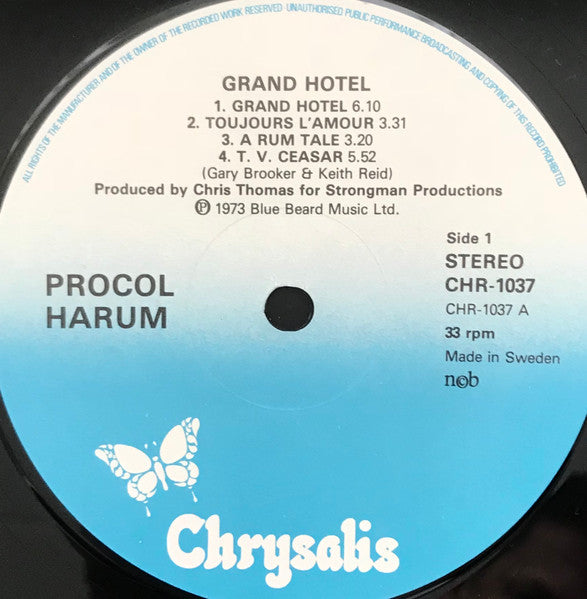 ALL RIGHTS OF THE MANUFACTURER AND OF THE OWNER OF THE RECORDED WORK RESERVED UNAUTHORISED PUBLIC PERFORMANCE BROADCASTING AND COPYING OF THIS RECORD PROHIBITED
GRAND HOTEL
1. GRAND HOTEL 6.10
2. TOUJOURS L'AMOUR 3.31
3. A RUM TALE 3.20
4. T. V. CEASAR 5.52
(Gary Brooker & Keith Reid)
Produced by Chris Thomas for Strongman Productions
℗ 1973 Blue Beard Music Ltd.
PROCOL
HARUM
Side 1
STEREO
CHR-1037
CHR-1037 A
33 rpm
Made in Sweden
n©b
Chrysalis